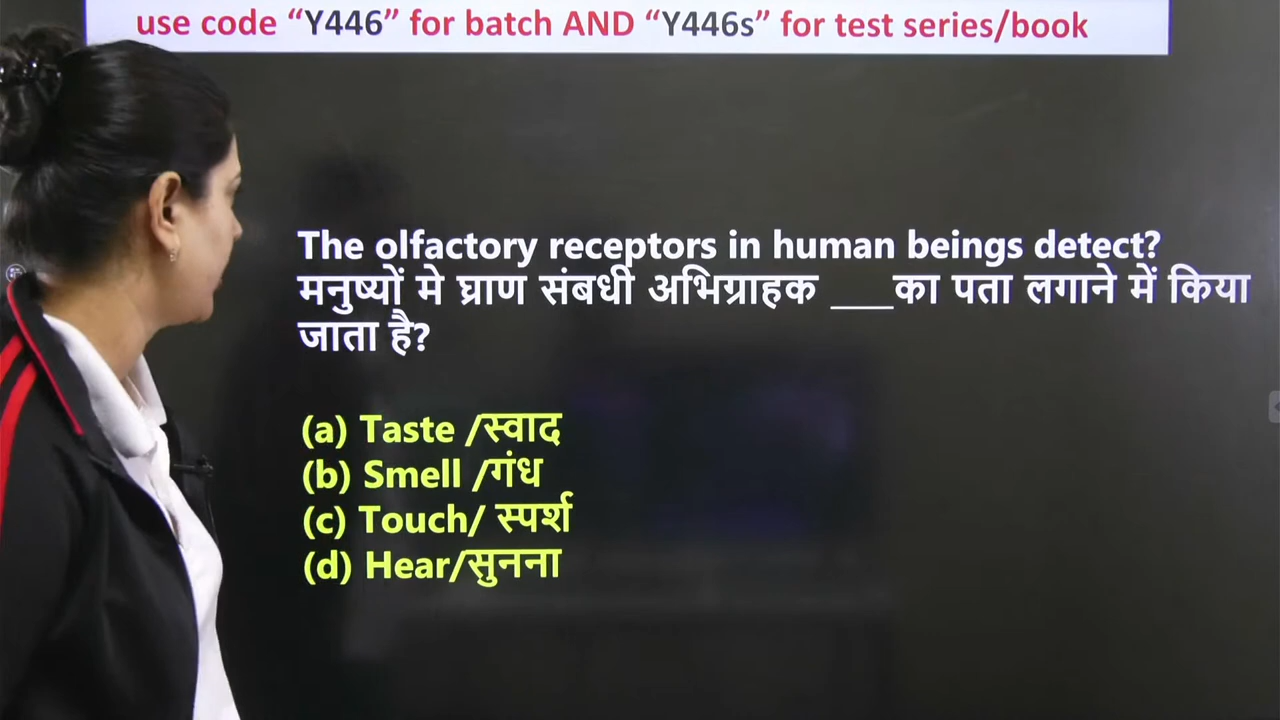 use code “Y446” for batch AND “Y446s” for test series/book
The olfactory receptors in human beings detect?
मनुष्यों मे घ्राण संबधी अभिग्राहक ___का पता लगाने में किया
जाता है?
(a) Taste /स्वाद
(b) Smell /गंध
(c) Touch/ स्पर्श
(d) Hear/सुनना